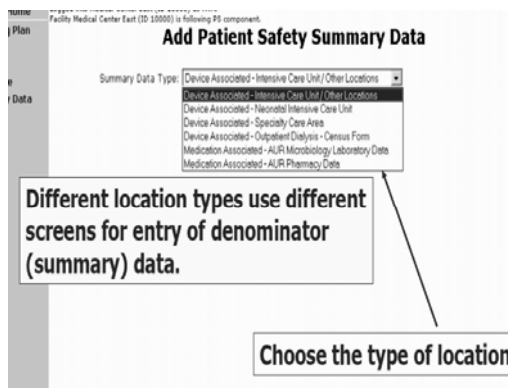 Home
Facility Medical Center East (ID 10000) is following PS component.
Plan
Add Patient Safety Summary Data
Data
Summary Data Type: Device Associated - Intensive Care Unit / Other Locations
Device Associated - Intensive Care Unit / Other Locations
Device Associated - Neonatal Intensive Care Unit
Device Associated - Specialty Care Area
Device Associated - Outpatient Dialysis - Census Form
Medication Associated - AUR Microbiology Laboratory Data
Medication Associated - AUR Pharmacy Data
Different location types use different
screens for entry of denominator
(summary) data.
Choose the type of location